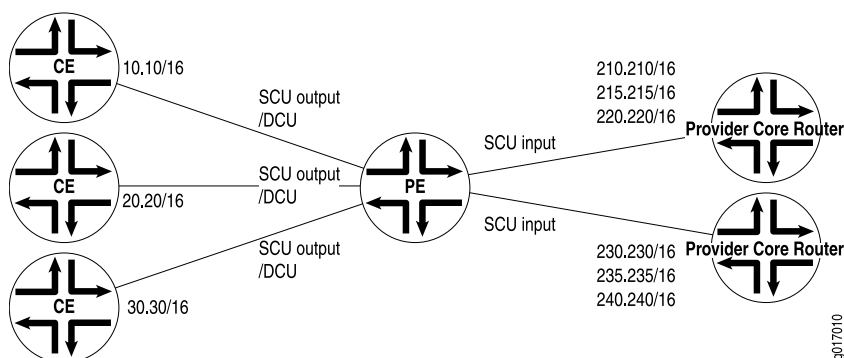 CE
10.10/16
SCU output
/DCU
CE
20.20/16
SCU output
/DCU
CE
30.30/16
SCU output
/DCU
PE
SCU input
210.210/16
215.215/16
220.220/16
Provider Core Router
SCU input
230.230/16
235.235/16
240.240/16
Provider Core Router
g017010